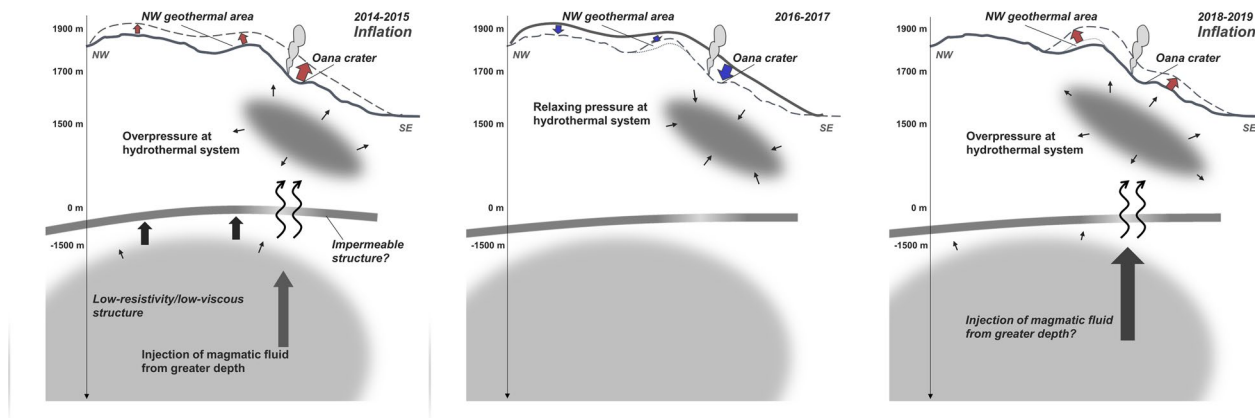 1900 m
NW geothermal area
2014-2015
Inflation
NW
Oana crater
1700 m
1500 m
SE
Overpressure at
hydrothermal system
0 m
-1500 m
Impermeable
structure?
Low-resistivity/low-viscous
structure
Injection of magmatic fluid
from greater depth
1900 m
NW geothermal area
2016-2017
NW
Oana crater
1700 m
Relaxing pressure at
hydrothermal system
1500 m
SE
0 m
-1500 m
1900 m
NW geothermal area
2018-2019
Inflation
NW
Oana crater
1700 m
1500 m
SE
Overpressure at
hydrothermal system
0 m
-1500 m
Injection of magmatic fluid
from greater depth?